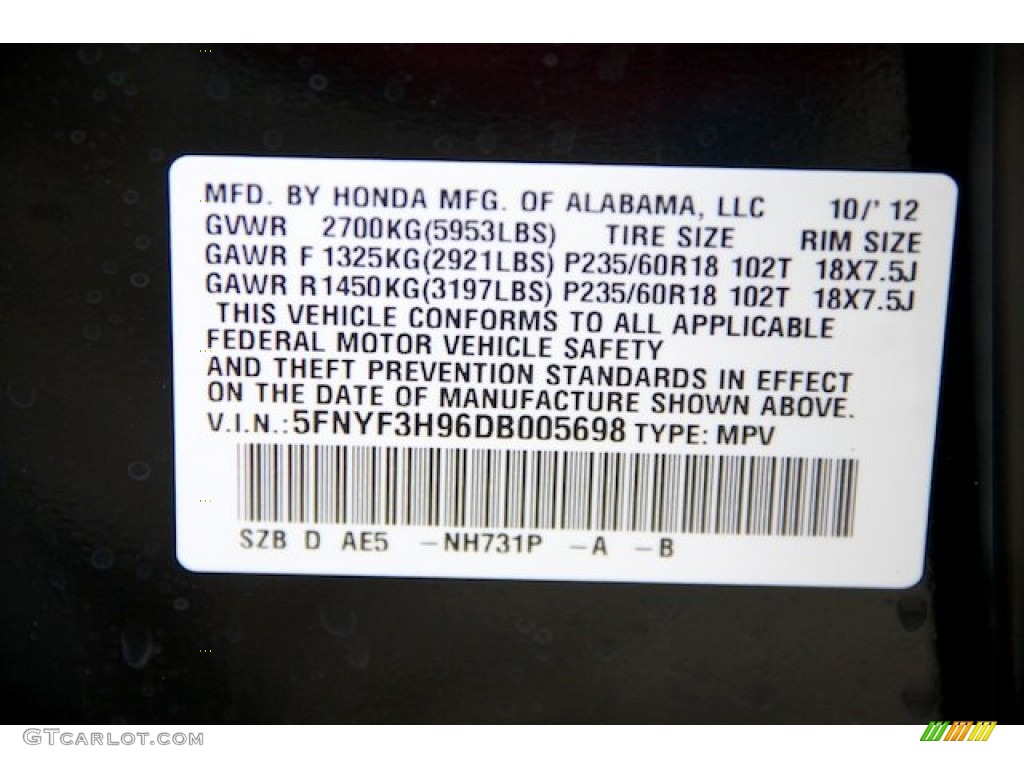 MFD. BY HONDA MFG. OF ALABAMA, LLC 10/' 12
GVWR 2700KG(5953LBS) TIRE SIZE RIM SIZE
GAWR F 1325KG(2921LBS) P235/60R18 102T 18X7.5J
GAWR R1450KG(3197LBS) P235/60R18 102T 18X7.5J
THIS VEHICLE CONFORMS TO ALL APPLICABLE
FEDERAL MOTOR VEHICLE SAFETY
AND THEFT PREVENTION STANDARDS IN EFFECT
ON THE DATE OF MANUFACTURE SHOWN ABOVE.
V.I.N.:5FNYF3H96DB005698 TYPE: MPV
SZB D AE5 -NH731P -A -B
GTCARLOT.COM